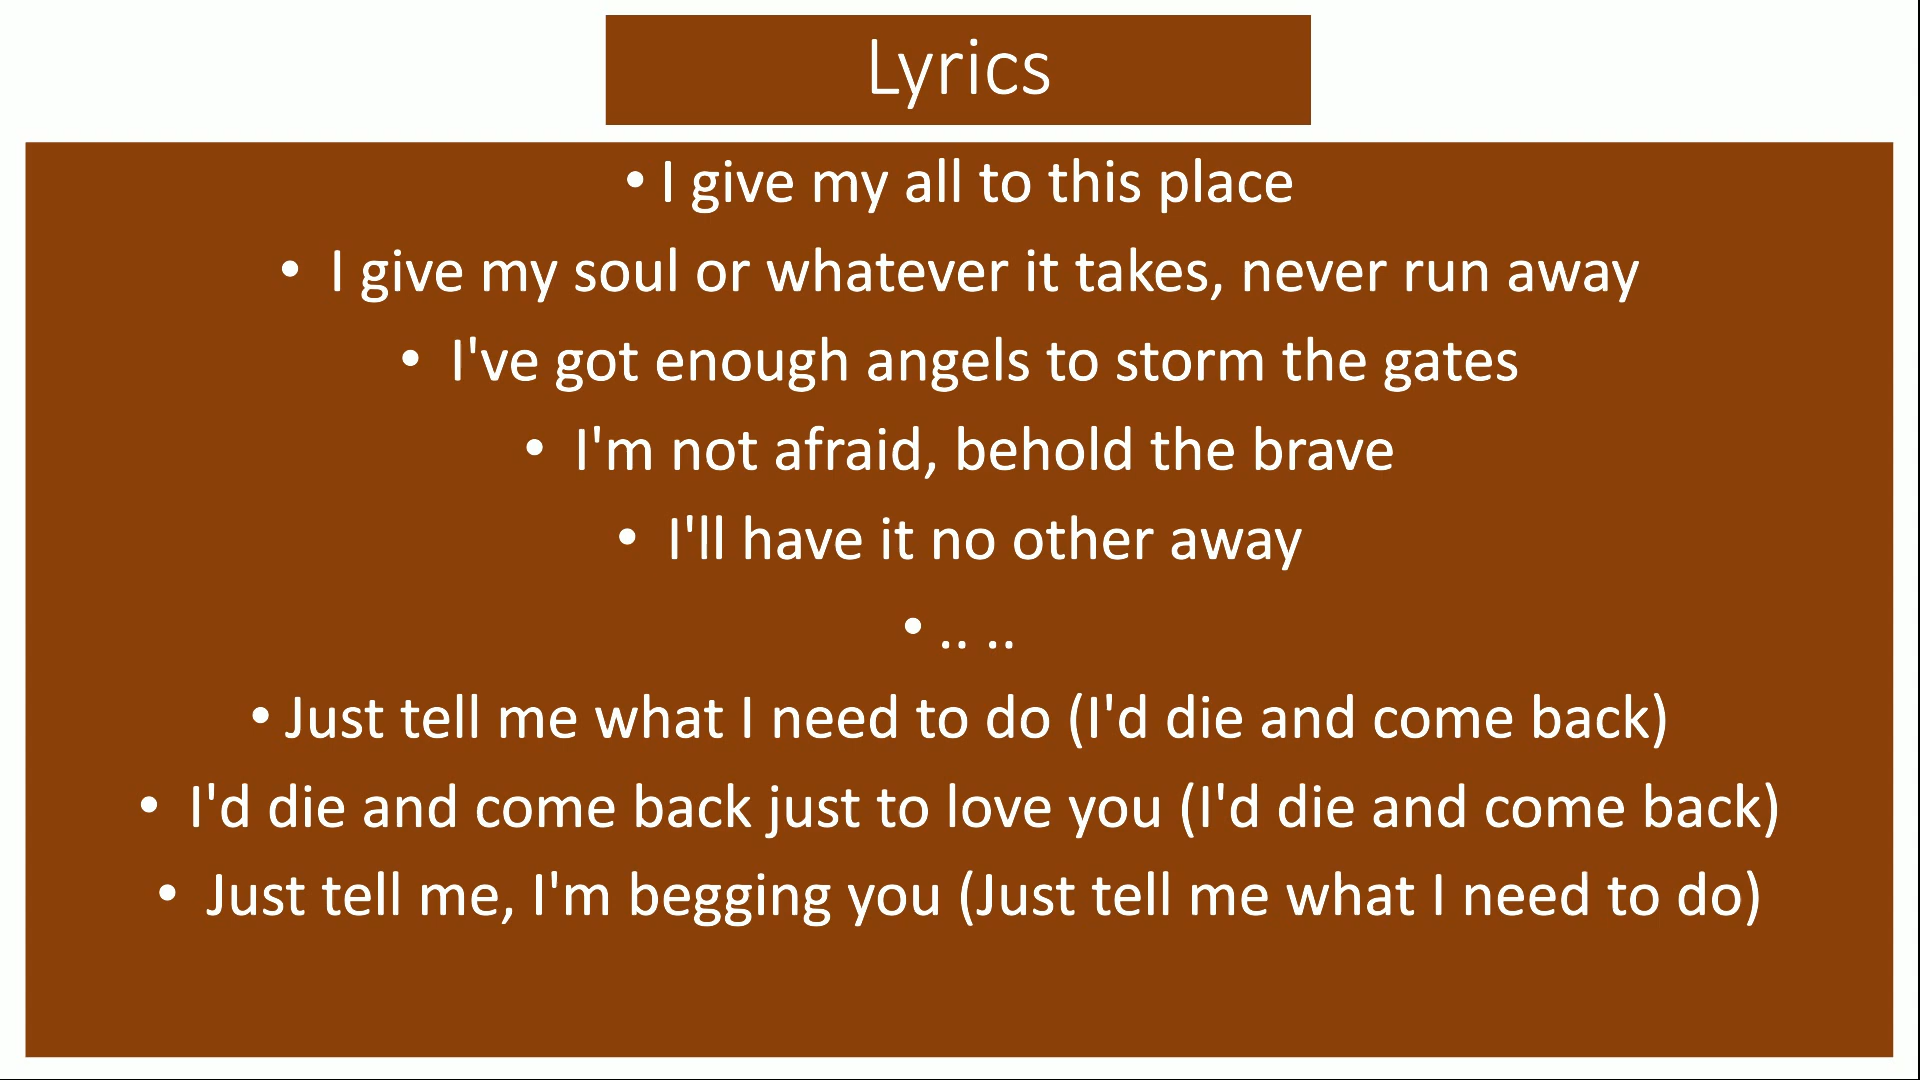 Lyrics
• I give my all to this place
• I give my soul or whatever it takes, never run away
• I've got enough angels to storm the gates
• I'm not afraid, behold the brave
• I'll have it no other away
• .. ..
• Just tell me what I need to do (I'd die and come back)
• I'd die and come back just to love you (I'd die and come back)
• Just tell me, I'm begging you (Just tell me what I need to do)